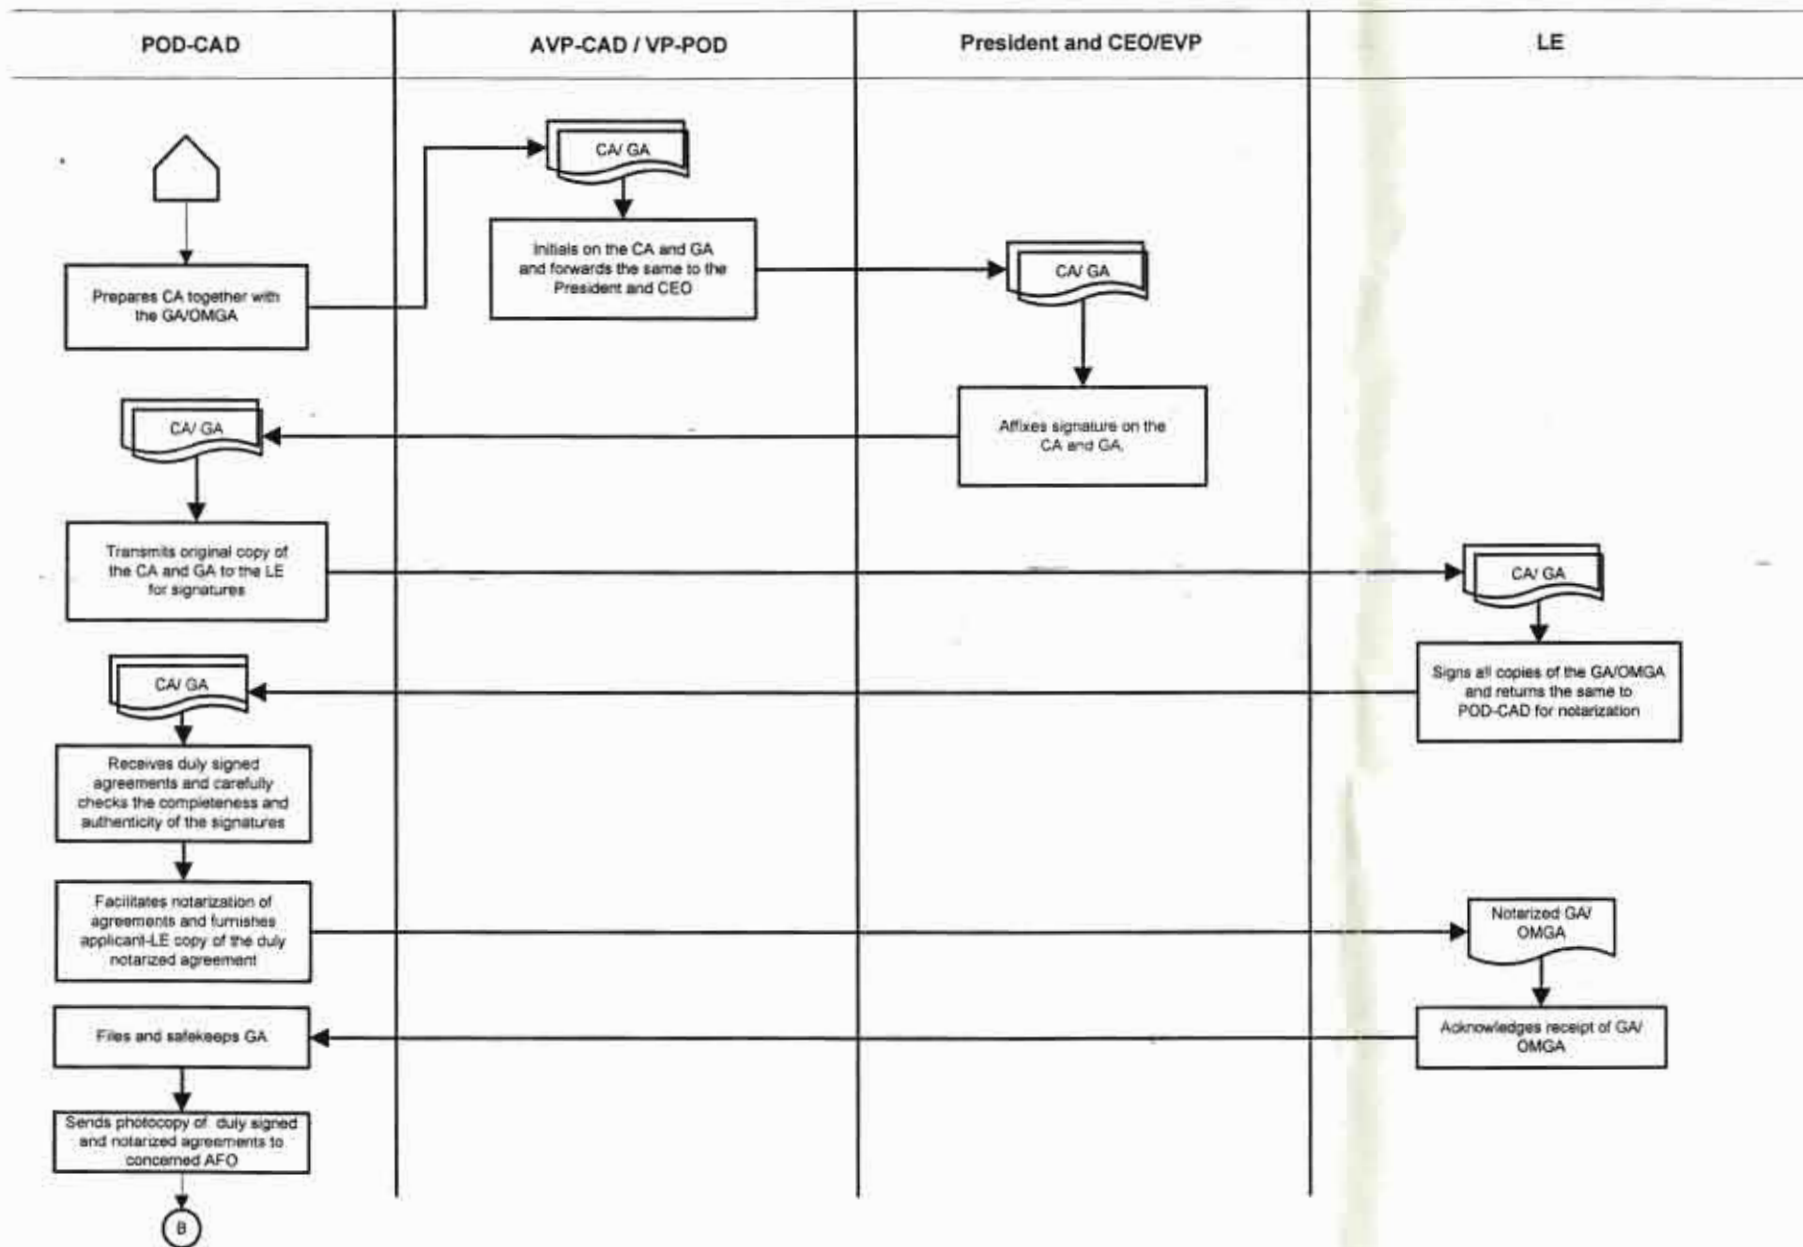 POD-CAD
AVP-CAD / VP-POD
President and CEO/EVP
LE
CA/ GA
Initials on the CA and GA
and forwards the same to the
President and CEO
CA/ GA
Prepares CA together with
the GA/OMGA
CA/ GA
Affixes signature on the
CA and GA.
Transmits original copy of
the CA and GA to the LE
for signatures
CA/ GA
CA/ GA
Signs all copies of the GA/OMGA
and returns the same to
POD-CAD for notarization
Receives duly signed
agreements and carefully
checks the completeness and
authenticity of the signatures
Facilitates notarization of
agreements and furnishes
applicant-LE copy of the duly
notarized agreement
Notarized GA/
OMGA
Files and safekeeps GA
Acknowledges receipt of GA/
OMGA
Sends photocopy of duly signed
and notarized agreements to
concerned AFO
B